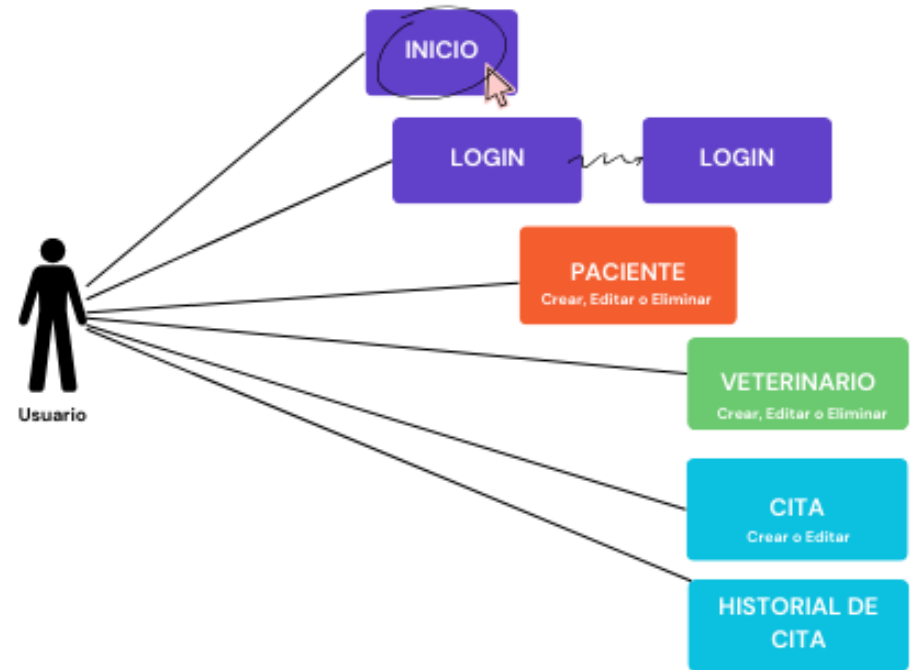 INICIO
LOGIN
LOGIN
PACIENTE
Crear, Editar o Eliminar
VETERINARIO
Crear, Editar o Eliminar
Usuario
CITA
Crear o Editar
HISTORIAL DE
CITA